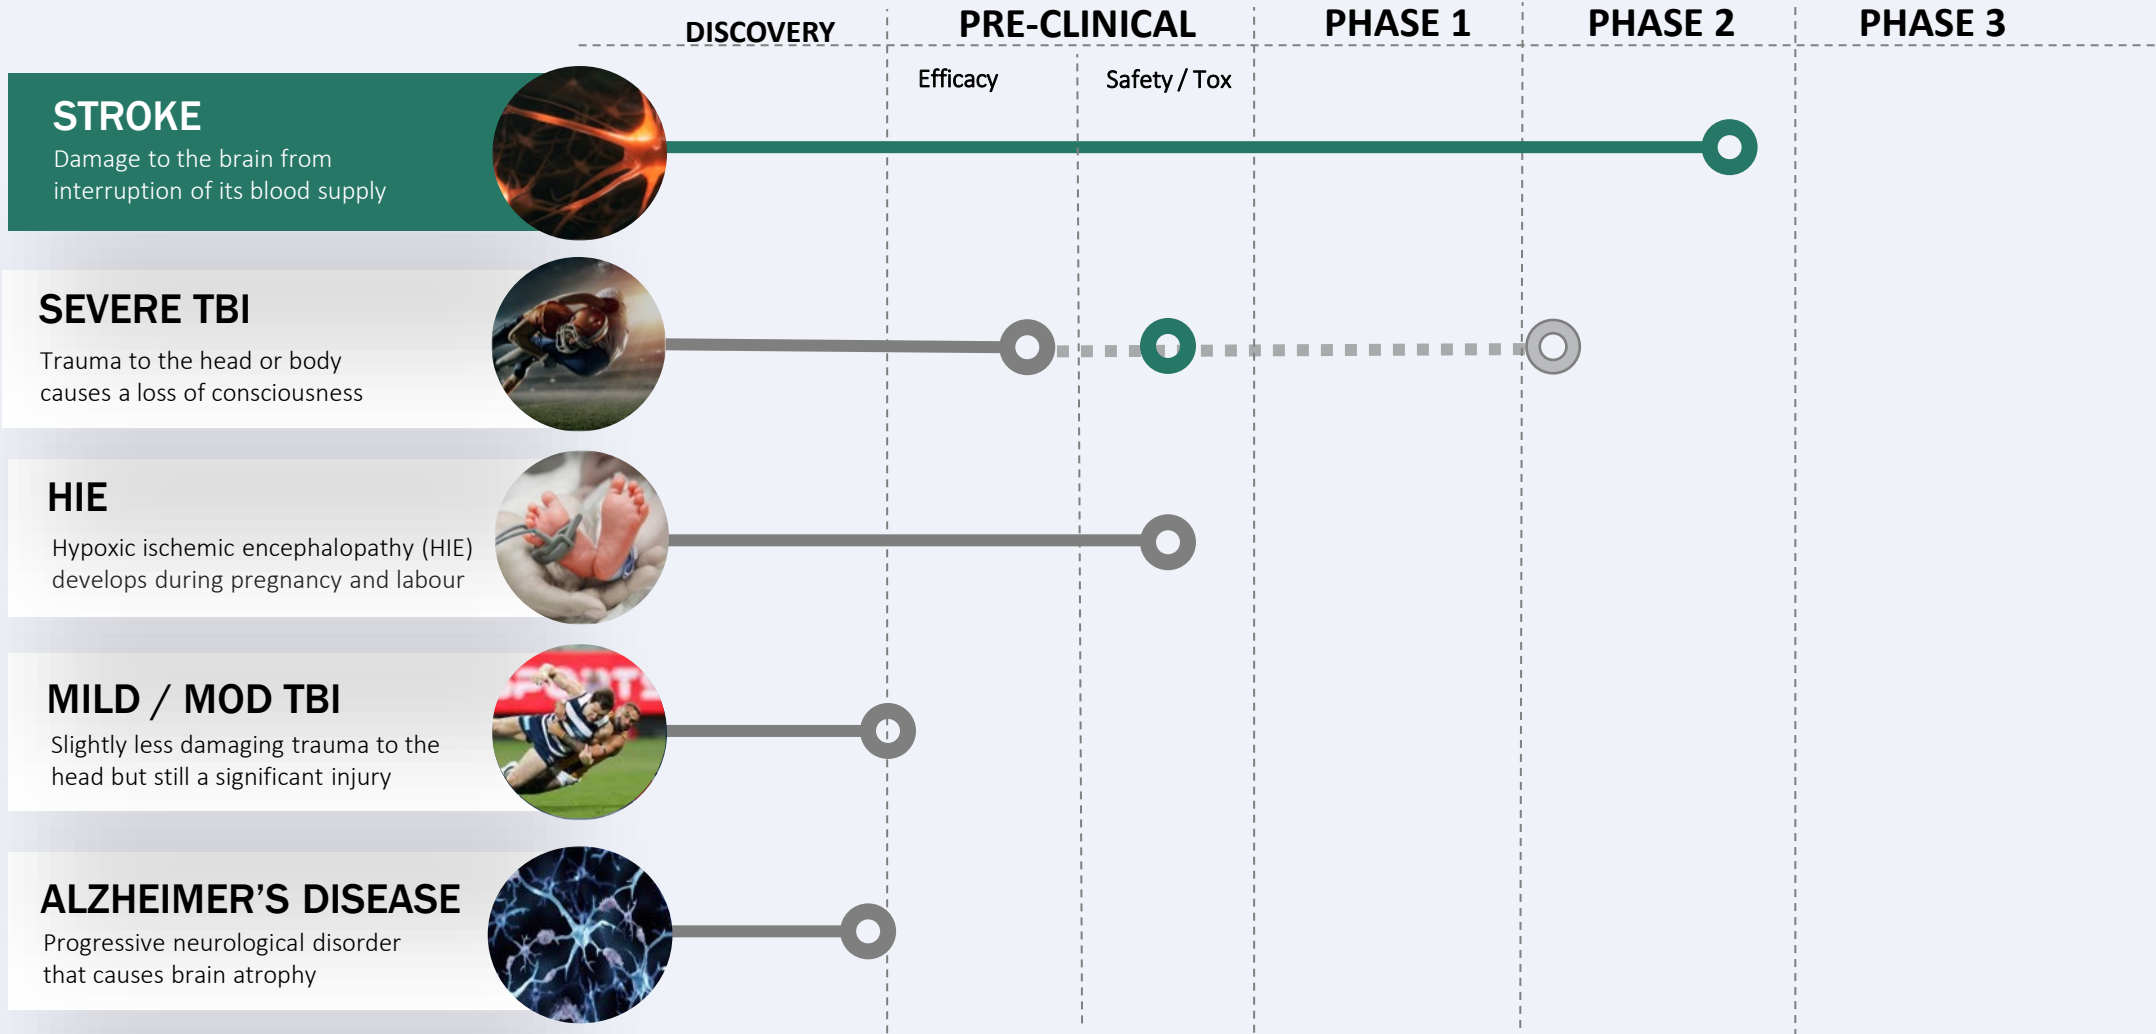 DISCOVERY
PRE-CLINICAL
PHASE 1
PHASE 2
PHASE 3
Efficacy
Safety / Tox
STROKE
Damage to the brain from
interruption of its blood supply
SEVERE TBI
Trauma to the head or body
causes a loss of consciousness
HIE
Hypoxic ischemic encephalopathy (HIE)
develops during pregnancy and labour
MILD / MOD TBI
Slightly less damaging trauma to the
head but still a significant injury
ALZHEIMER’S DISEASE
Progressive neurological disorder
that causes brain atrophy